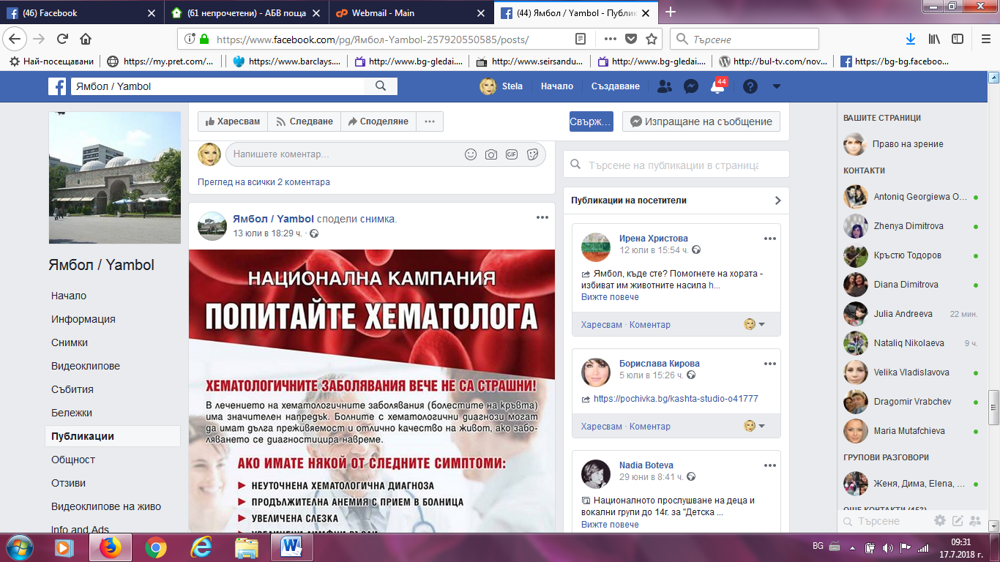 (46) Facebook
(61 непрочетени) - АБВ поща
Webmail - Main
(44) Ямбол / Yambol - Публик
https://www.facebook.com/pg/Ямбол-Yambol-257920550585/posts/
Търсене
Най-посещавани
https://my.pret.com/...
https://www.barclays....
http://www.bg-gledai....
http://www.seirsandu...
http://www.bg-gledai....
http://bul-tv.com/nov...
https://bg-bg.faceboo...
Ямбол / Yambol
Stela
Начало
Създаване
44
Ямбол / Yambol
Начало
Информация
Снимки
Видеоклипове
Събития
Бележки
Публикации
Общност
Отзиви
Видеоклипове на живо
Info and Ads
Харесвам
Следване
Споделяне
Свърж...
Изпращане на съобщение
Напишете коментар...
GIF
Преглед на всички 2 коментара
Ямбол / Yambol сподели снимка.
13 юли в 18:29 ч. ·
НАЦИОНАЛНА КАМПАНИЯ
ПОПИТАЙТЕ ХЕМАТОЛОГА
ХЕМАТОЛОГИЧНИТЕ ЗАБОЛЯВАНИЯ ВЕЧЕ НЕ СА СТРАШНИ!
В лечението на хематологичните заболявания (болестите на кръвта)
има значителен напредък. Болните с хематологични диагнози могат
да имат дълга преживяемост и отлично качество на живот, ако забо-
ляването се диагностицира навреме.
АКО ИМАТЕ НЯКОЙ ОТ СЛЕДНИТЕ СИМПТОМИ:
НЕУТОЧНЕНА ХЕМАТОЛОГИЧНА ДИАГНОЗА
ПРОДЪЛЖИТЕЛНА АНЕМИЯ С ПРИЕМ В БОЛНИЦА
УВЕЛИЧЕНА СЛЕЗКА
Търсене на публикации в страница
Публикации на посетители
Ирена Христова
12 юли в 15:54 ч.
Ямбол, къде сте? Помогнете на хората -
избиват им животните насила h...
Вижте повече
Харесвам · Коментар
Борислава Кирова
5 юли в 15:26 ч.
https://pochivka.bg/kashta-studio-o41777
Харесвам · Коментар
Nadia Boteva
29 юни в 8:41 ч.
Националното прослушване на деца и
вокални групи до 14г. за "Детска ...
Вижте повече
ВАШИТЕ СТРАНИЦИ
Право на зрение
КОНТАКТИ
Antoniq Georgiewa O...
Zhenya Dimitrova
Кръстю Тодоров
Diana Dimitrova
Julia Andreeva 22 мин.
Nataliq Nikolaeva 9 ч.
Velika Vladislavova
Dragomir Vrabchev
Maria Mutafchieva
ГРУПОВИ РАЗГОВОРИ
Женя, Дима, Elena, ...
Търсене
BG
09:31
17.7.2018 г.